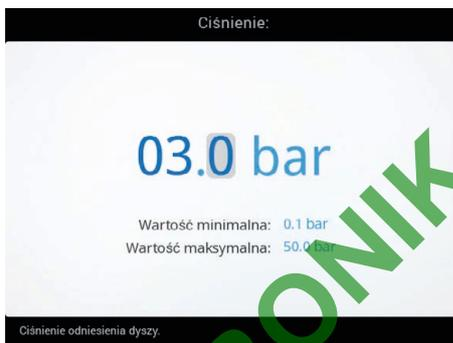 Ciśnienie:
03.0 bar
Wartość minimalna: 0.1 bar
Wartość maksymalna: 50.0 bar
Ciśnienie odniesienia dyszy.
ONIK